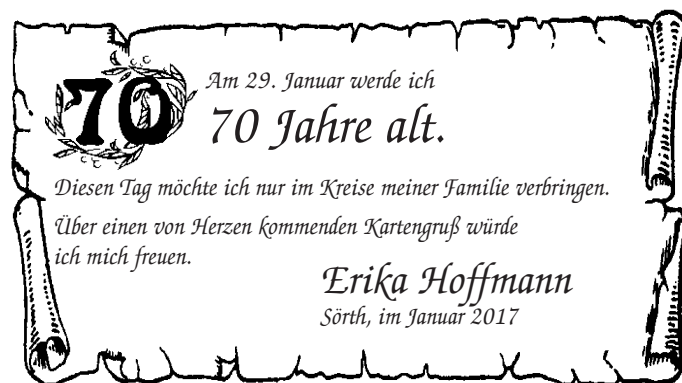 70
Am 29. Januar werde ich
70 Jahre alt.
Diesen Tag möchte ich nur im Kreise meiner Familie verbringen.
Über einen von Herzen kommenden Kartengruß würde
ich mich freuen.
Erika Hoffmann
Sörth, im Januar 2017